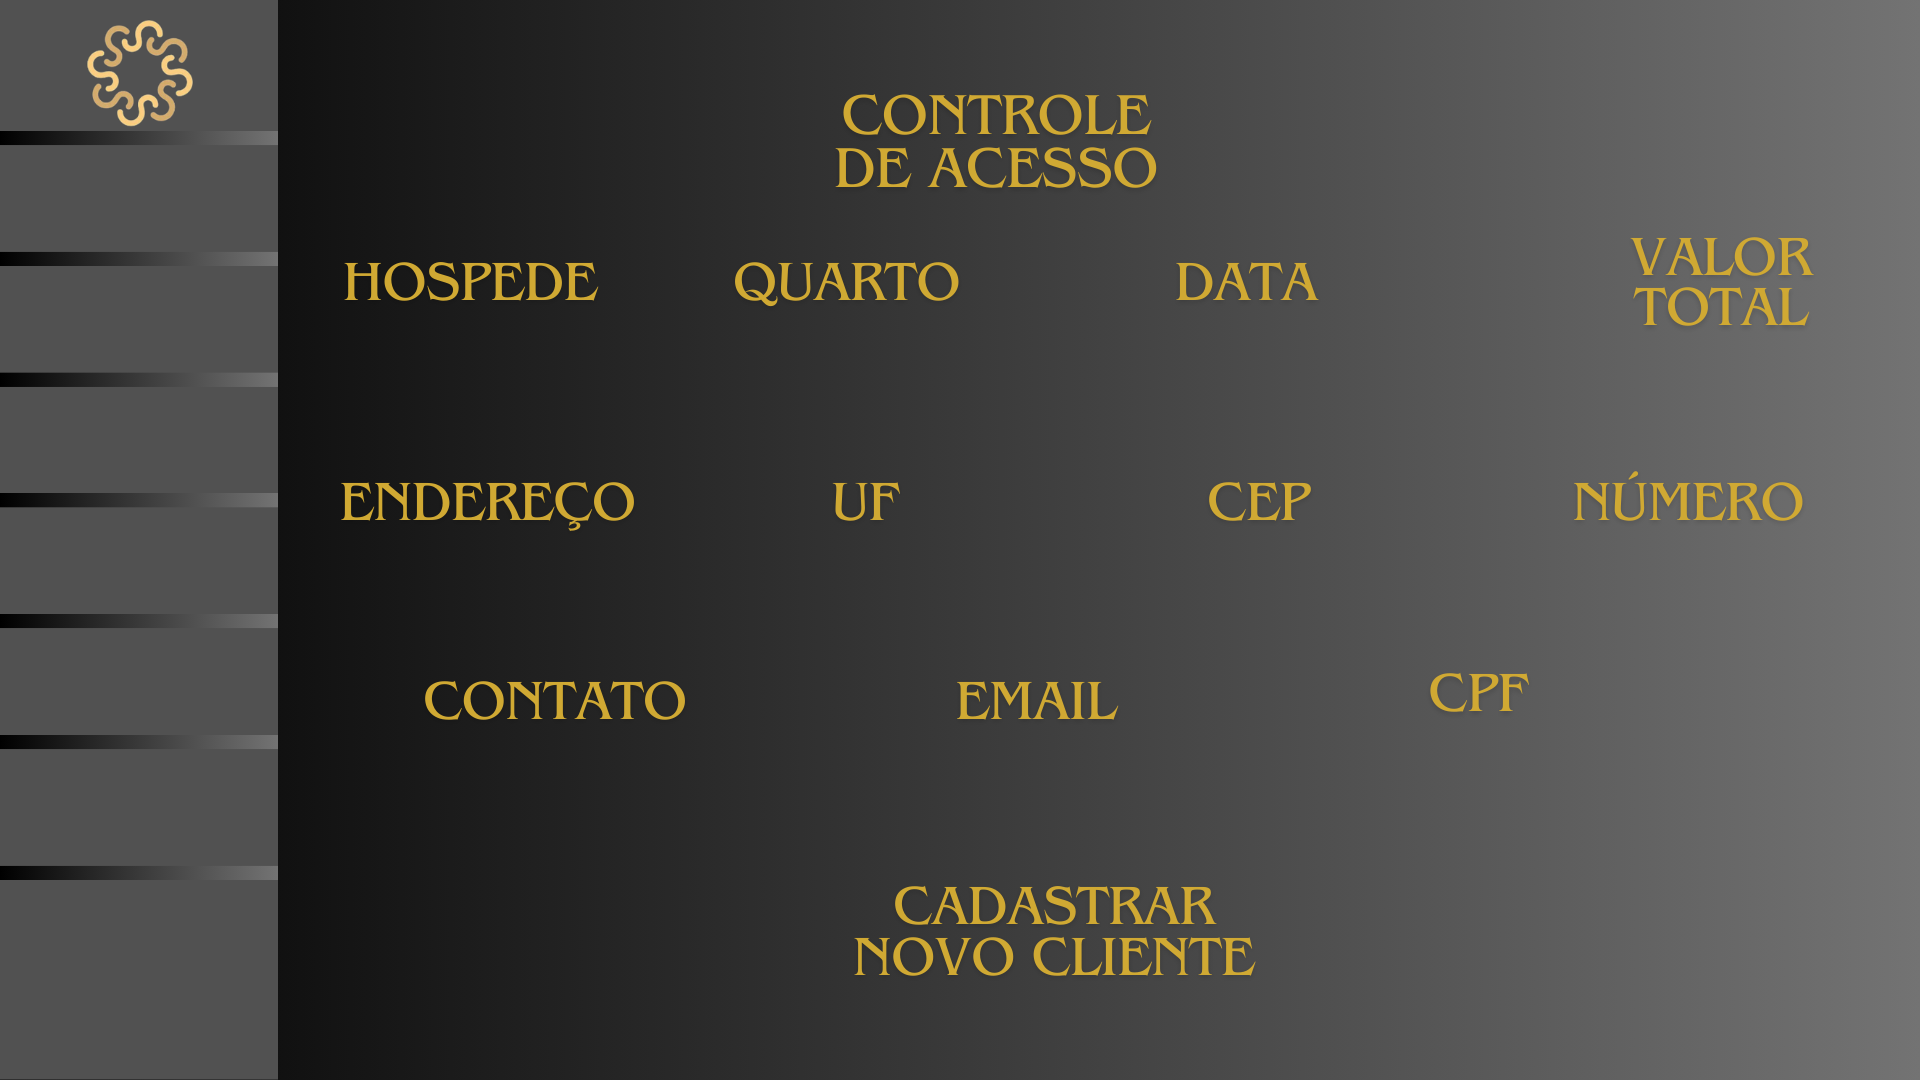 CONTROLE
DE ACESSO
HOSPEDE
QUARTO
DATA
VALOR
TOTAL
ENDEREÇO
UF
CEP
NÚMERO
CONTATO
EMAIL
CPF
CADASTRAR
NOVO CLIENTE